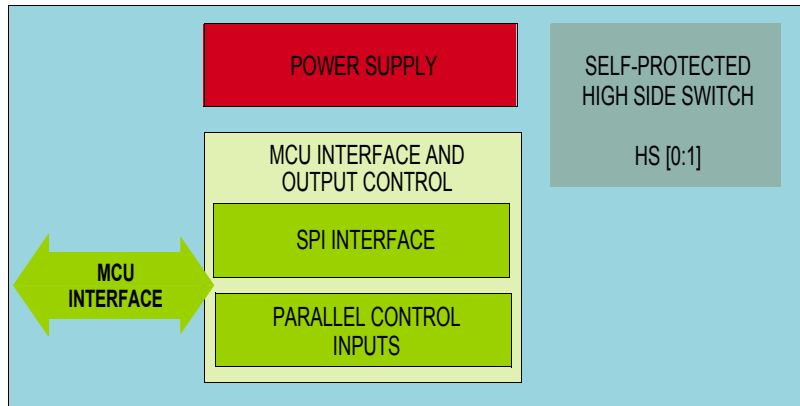 POWER SUPPLY
SELF-PROTECTED
HIGH SIDE SWITCH
HS [0:1]
MCU INTERFACE AND
OUTPUT CONTROL
SPI INTERFACE
PARALLEL CONTROL
INPUTS
MCU
INTERFACE